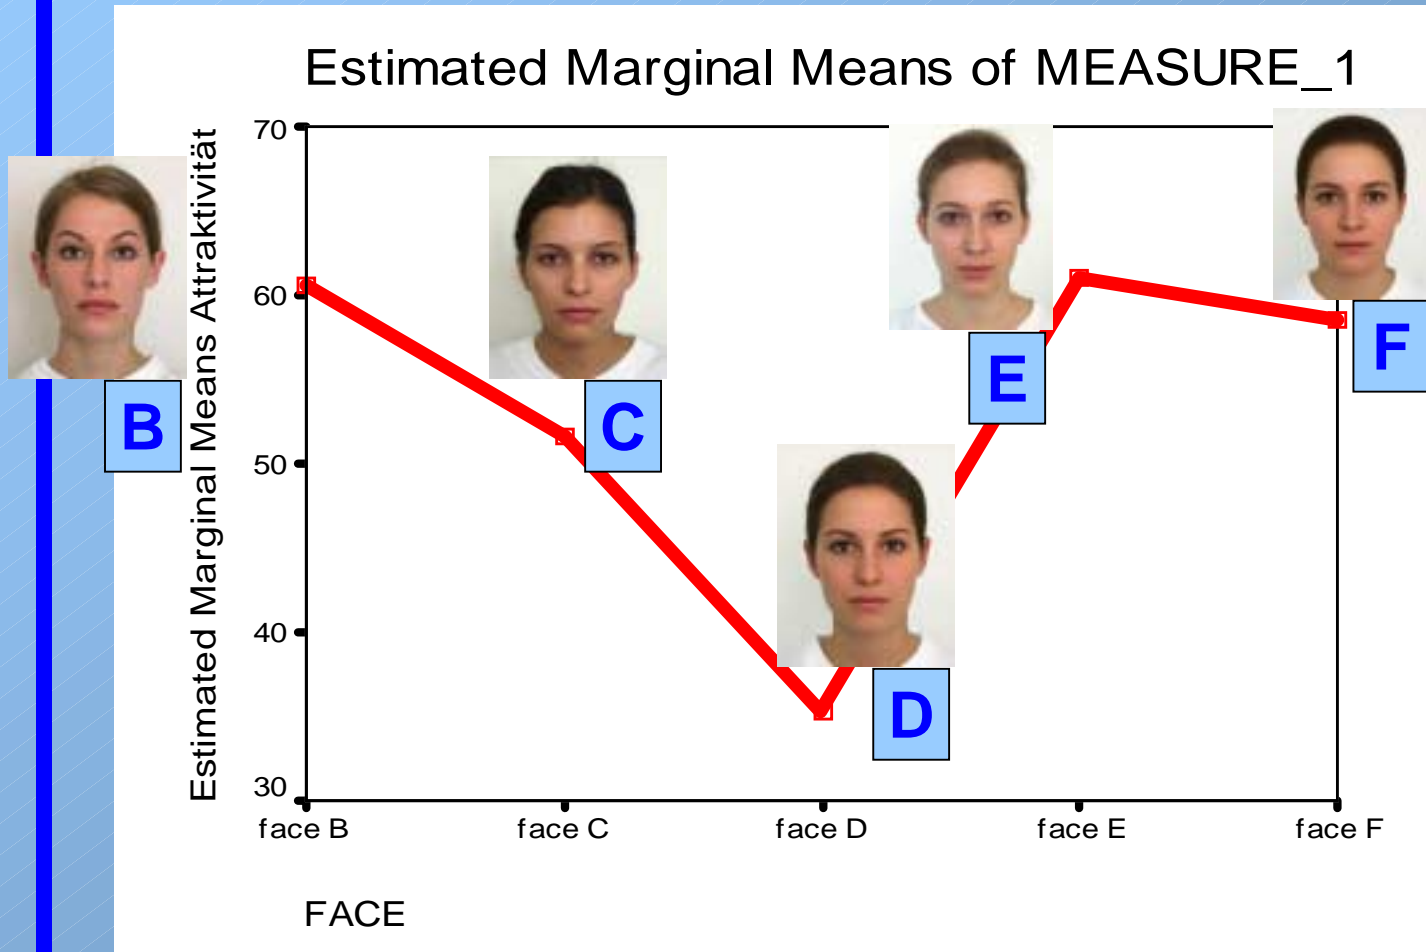 Estimated Marginal Means of MEASURE_1
Estimated Marginal Means Attraktivität
70
60
50
40
30
B
C
D
E
F
face B
face C
face D
face E
face F
FACE